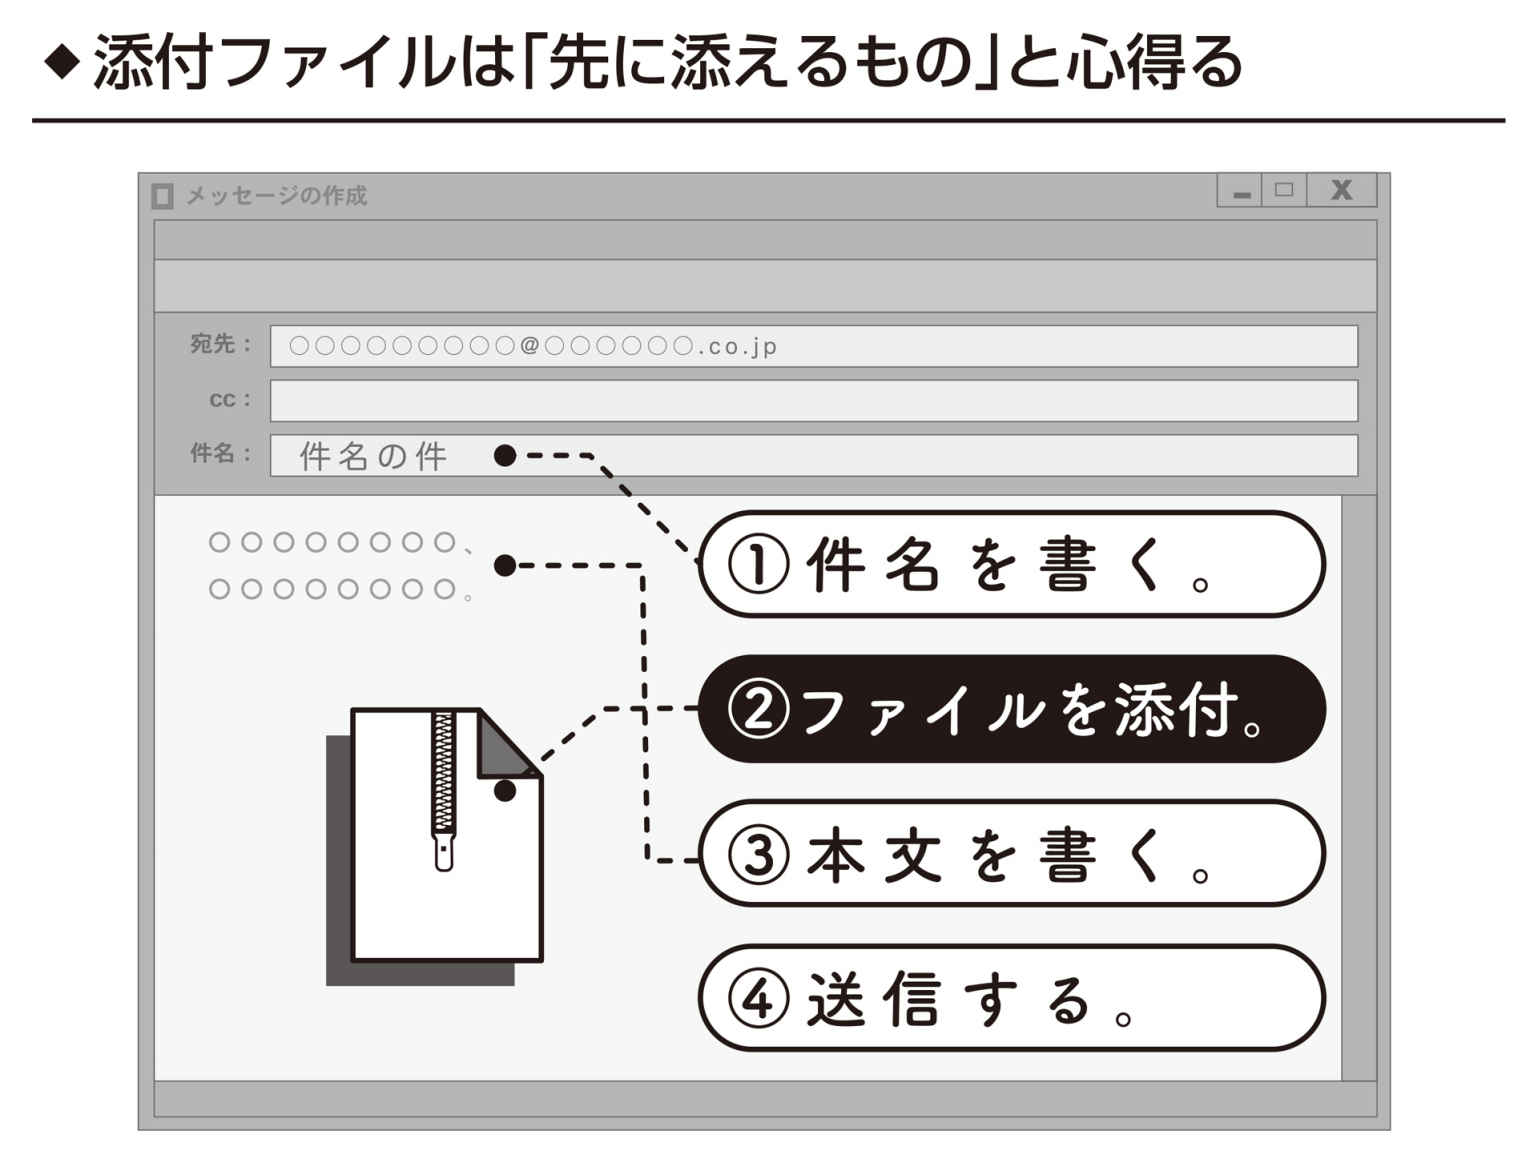 ◆添付ファイルは「先に添えるもの」と心得る
メッセージの作成
X
宛先：
○○○○○○○○○@○○○○○○.co.jp
cc：
件名：
件名の件
○○○○○○○○、
○○○○○○○○。
①件名を書く。
②ファイルを添付。
③本文を書く。
④送信する。